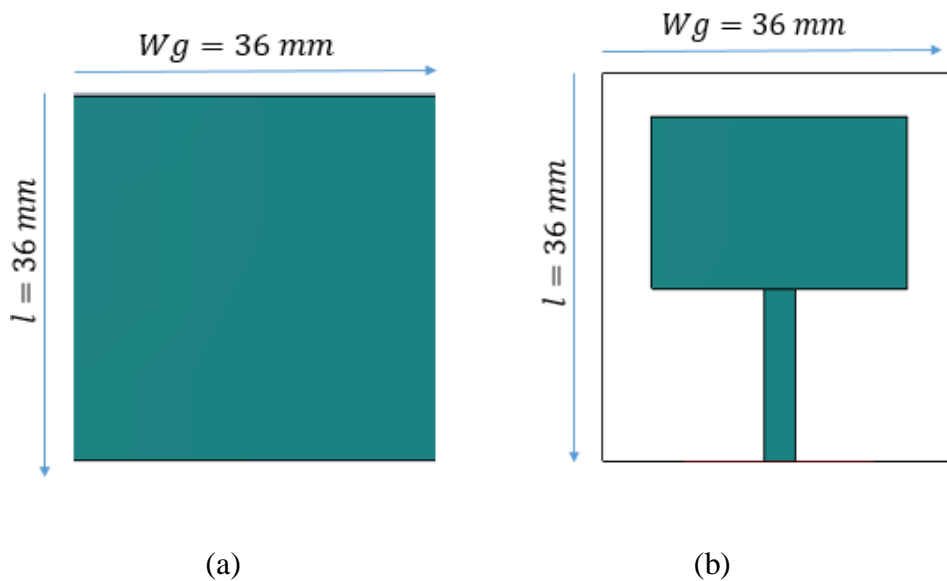 Wg = 36 mm
l = 36 mm
Wg = 36 mm
l = 36 mm
(a)
(b)